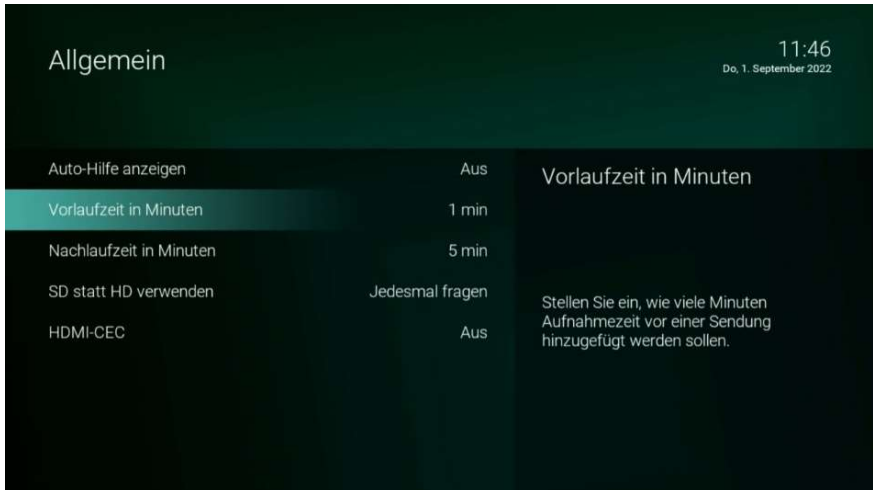 Allgemein
11:46
Do, 1. September 2022
Auto-Hilfe anzeigen Aus
Vorlaufzeit in Minuten 1 min
Nachlaufzeit in Minuten 5 min
SD statt HD verwenden Jedesmal fragen
HDMI-CEC Aus
Vorlaufzeit in Minuten
Stellen Sie ein, wie viele Minuten
Aufnahmezeit vor einer Sendung
hinzugefügt werden sollen.